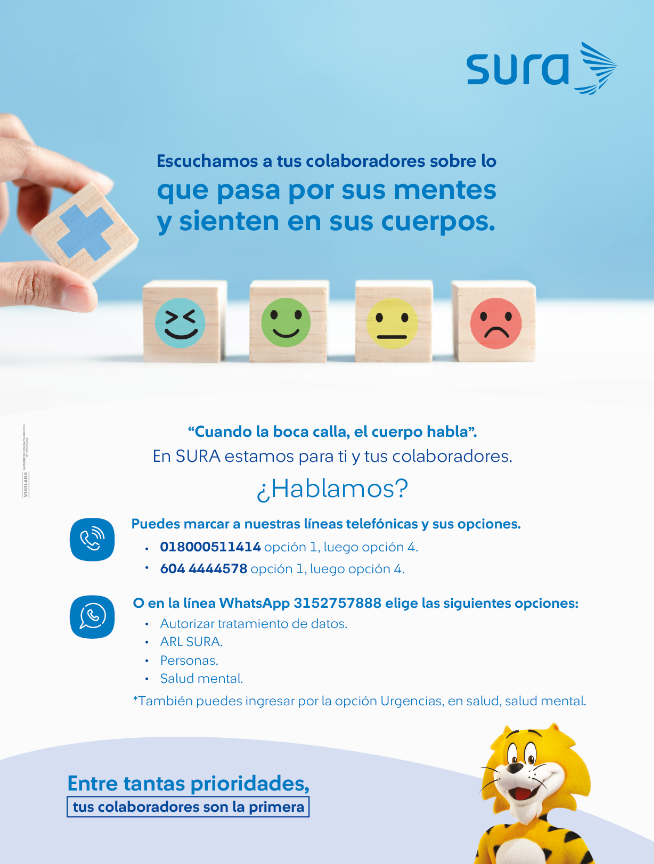 sura
Escuchamos a tus colaboradores sobre lo
que pasa por sus mentes
y sienten en sus cuerpos.
“Cuando la boca calla, el cuerpo habla”.
En SURA estamos para ti y tus colaboradores.
¿Hablamos?
Puedes marcar a nuestras líneas telefónicas y sus opciones.
• 018000511414 opción 1, luego opción 4.
• 604 4444578 opción 1, luego opción 4.
O en la línea WhatsApp 3152757888 elige las siguientes opciones:
• Autorizar tratamiento de datos.
• ARL SURA.
• Personas.
• Salud mental.
*También puedes ingresar por la opción Urgencias, en salud, salud mental.
Entre tantas prioridades,
tus colaboradores son la primera
VIGILADO